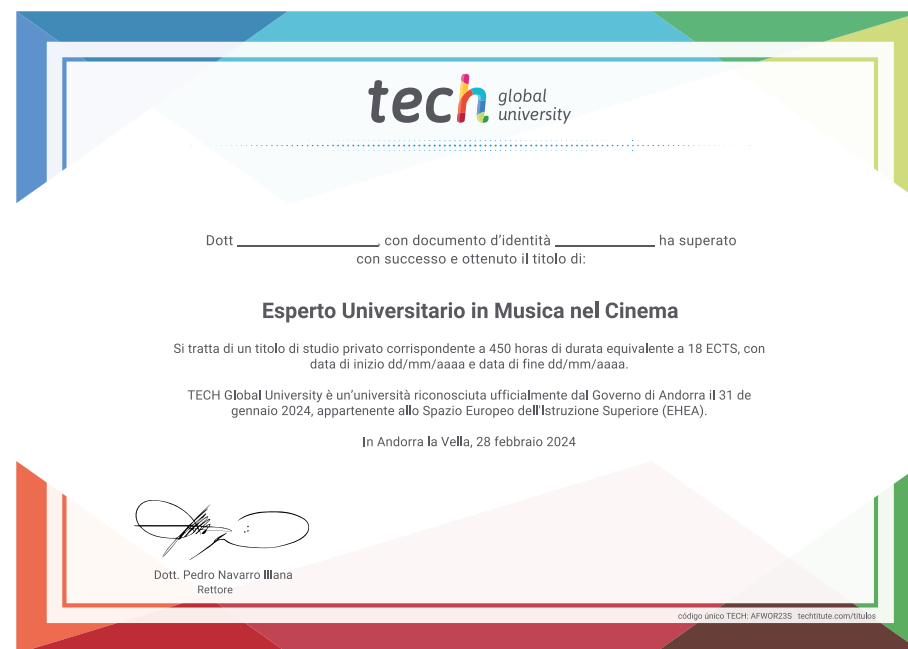 tech global
university
Dott __________________, con documento d'identità ________________ ha superato
con successo e ottenuto il titolo di:
Esperto Universitario in Musica nel Cinema
Si tratta di un titolo di studio privato corrispondente a 450 horas di durata equivalente a 18 ECTS, con
data di inizio dd/mm/aaaa e data di fine dd/mm/aaaa.
TECH Global University è un'università riconosciuta ufficialmente dal Governo di Andorra il 31 de
gennaio 2024, appartenente allo Spazio Europeo dell'Istruzione Superiore (EHEA).
In Andorra la Vella, 28 febbraio 2024
Dott. Pedro Navarro Illana
Rettore
código único TECH: AFWOR23S techtitute.com/titulos